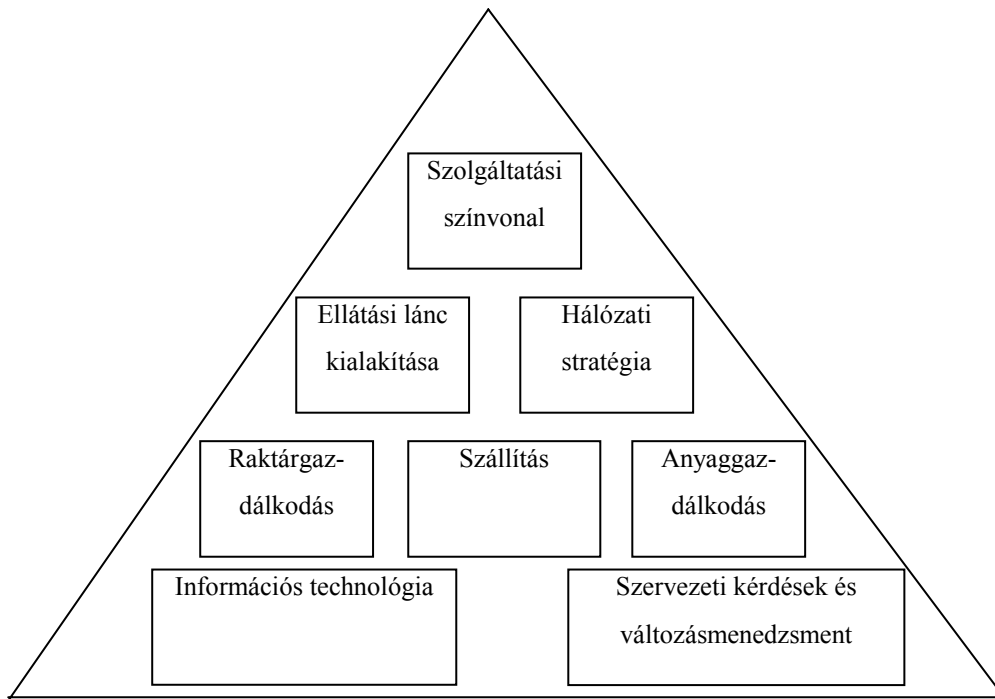 Szolgáltatási
színvonal
Ellátási lánc
kialakítása
Hálózati
stratégia
Raktárgaz-
dálkodás
Szállítás
Anyaggaz-
dálkodás
Információs technológia
Szervezeti kérdések és
változásmenedzsment